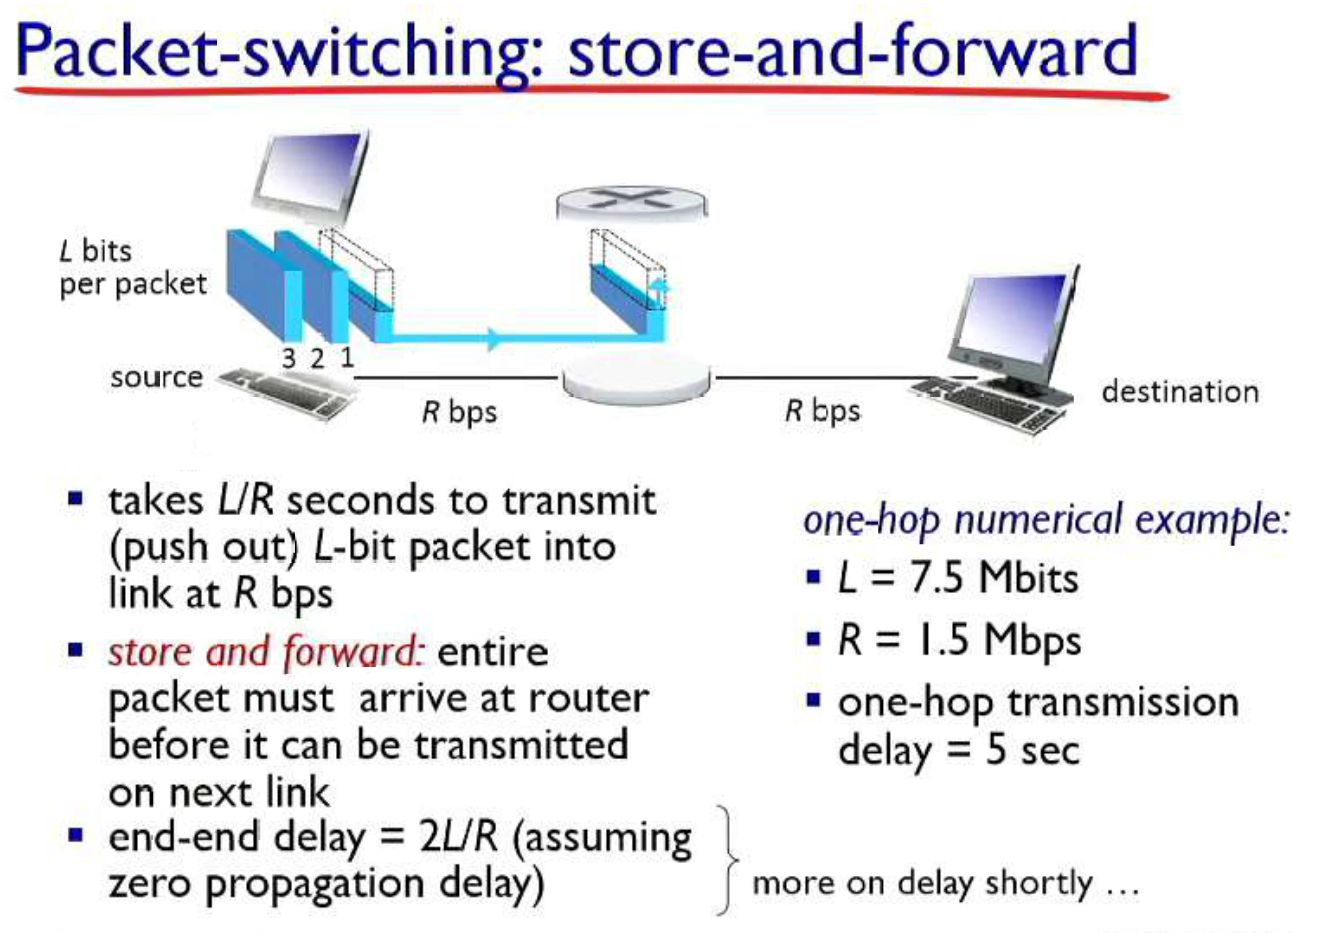 Packet-switching: store-and-forward
L bits
per packet
3 2 1
source
R bps
R bps
destination
▪ takes L/R seconds to transmit
(push out) L-bit packet into
link at R bps
▪ store and forward: entire
packet must arrive at router
before it can be transmitted
on next link
▪ end-end delay = 2L/R (assuming
zero propagation delay)
more on delay shortly …
one-hop numerical example:
▪ L = 7.5 Mbits
▪ R = 1.5 Mbps
▪ one-hop transmission
delay = 5 sec